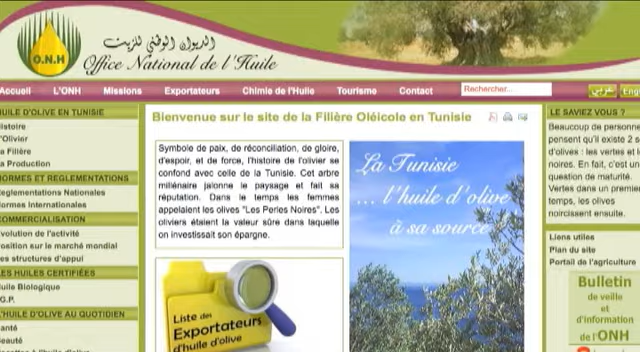 الديوان الوطني للزيت
O.N.H
Office National de l'Huile
Accueil L'ONH Missions Exportateurs Chimie de l'Huile Tourisme Contact Rechercher... عربي Engl
HUILE D'OLIVE EN TUNISIE
istoire
'Olivier
a Filière
a Production
NORMES ET REGLEMENTATIONS
Reglementations Nationales
ormes Internationales
COMMERCIALISATION
volution de l'activité
osition sur le marché mondial
es structures d'appui
LES HUILES CERTIFIÉES
uile Biologique
.G.P.
L'HUILE D'OLIVE AU QUOTIDIEN
anté
eauté
Bienvenue sur le site de la Filière Oléicole en Tunisie
Symbole de paix, de réconciliation, de gloire,
d'espoir, et de force, l'histoire de l'olivier se
confond avec celle de la Tunisie. Cet arbre
millénaire jalonne le paysage et fait sa
réputation. Dans le temps les femmes
appelaient les olives "Les Perles Noires". Les
oliviers étaient la valeur sûre dans laquelle
on investissait son épargne.
Liste des
Exportateurs
d'huile d'olive
La Tunisie
... l'huile d'olive
à sa source
LE SAVIEZ VOUS ?
Beaucoup de personne
pensent qu'il existe 2 s
d'olives : les vertes et l
noires. En fait, c'est un
question de maturité.
Vertes dans un premie
temps, les olives
noircissent ensuite.
Liens utiles
Plan du site
Portail de l'agriculture
Bulletin
de veille
et
d'information
de l'ONH